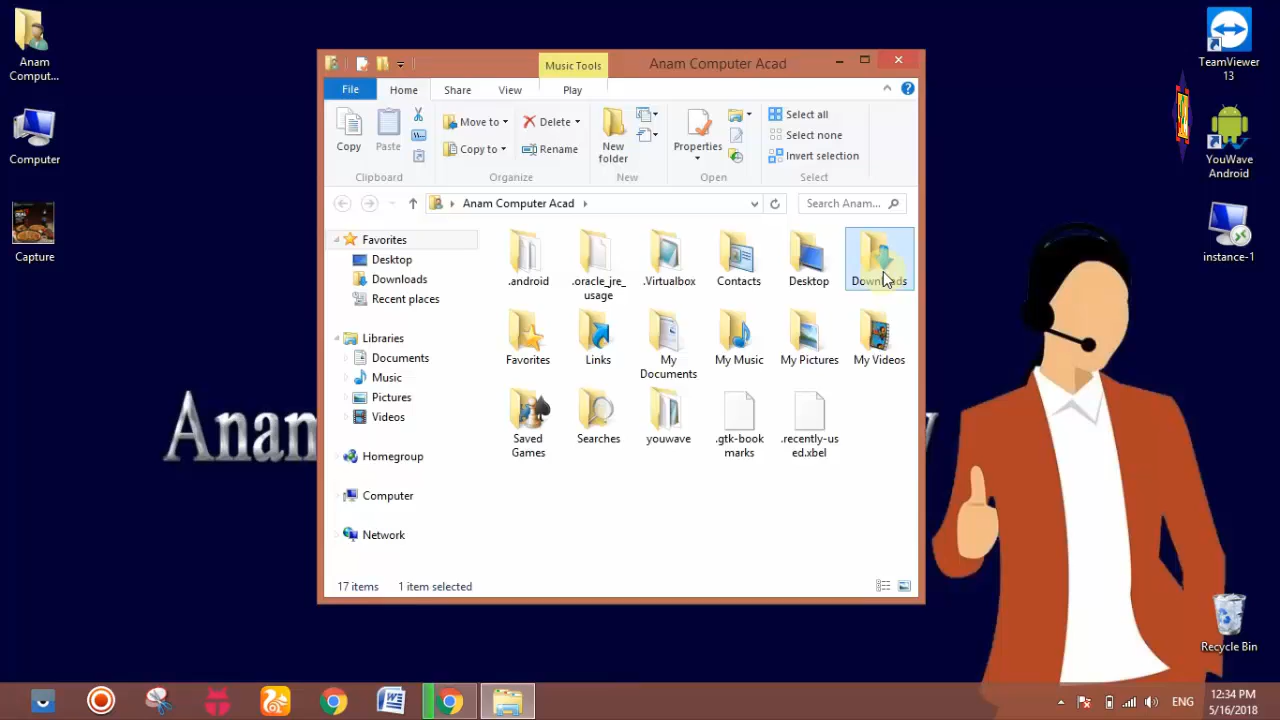 Anam
Comput...
Computer
Capture
TeamViewer
13
YouWave
Android
instance-1
Recycle Bin
Anam
Music Tools
Anam Computer Acad
File
Home
Share
View
Play
Copy
Paste
Clipboard
Move to
Copy to
Delete
Rename
Organize
New
folder
New
Properties
Open
Select all
Select none
Invert selection
Select
Anam Computer Acad
Search Anam...
Favorites
Desktop
Downloads
Recent places
Libraries
Documents
Music
Pictures
Videos
Homegroup
Computer
Network
.android
.oracle_jre_
usage
.Virtualbox
Contacts
Desktop
Downloads
Favorites
Links
My
Documents
My Music
My Pictures
My Videos
Saved
Games
Searches
youwave
.gtk-book
marks
.recently-us
ed.xbel
17 items
1 item selected
ENG
12:34 PM
5/16/2018